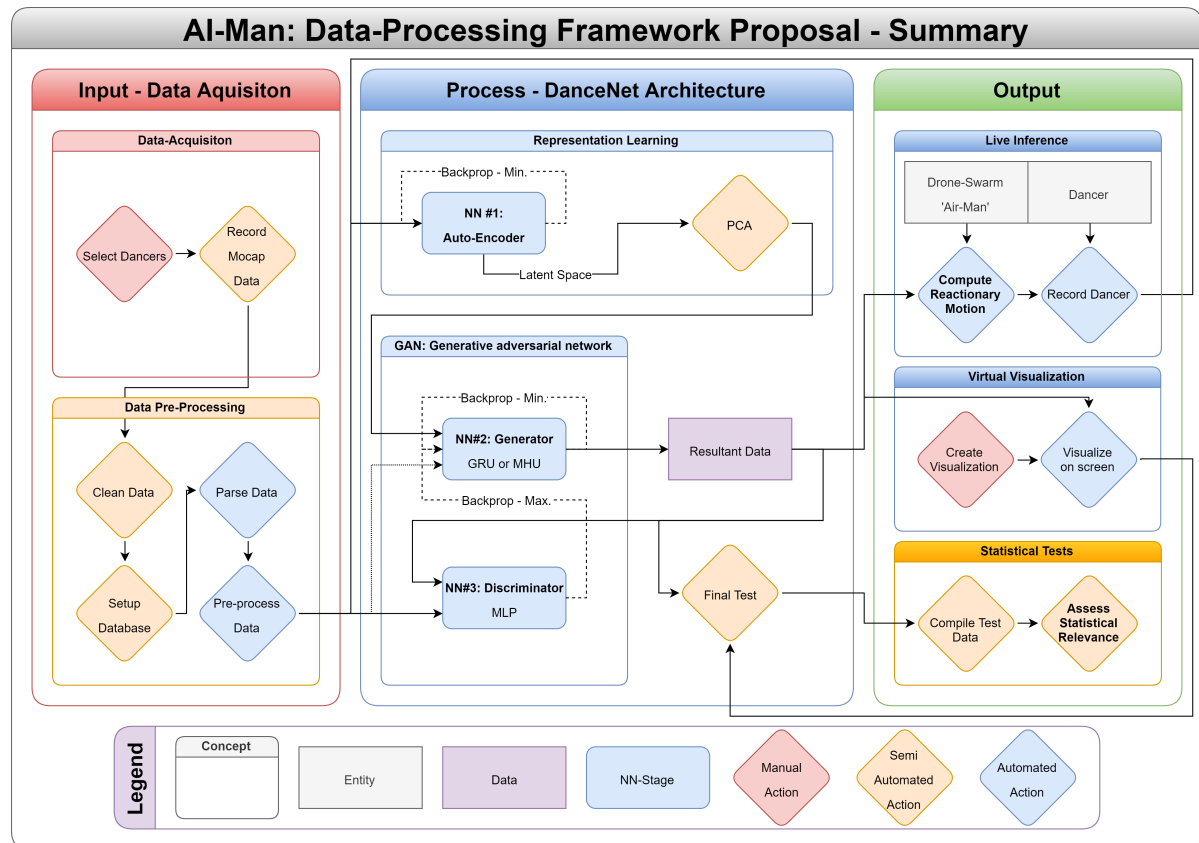 AI-Man: Data-Processing Framework Proposal - Summary
Input - Data Aquisiton
Data-Acquisiton
Select Dancers
Record
Mocap
Data
Data Pre-Processing
Clean Data
Parse Data
Setup
Database
Pre-process
Data
Process - DanceNet Architecture
Representation Learning
Backprop - Min.
NN #1:
Auto-Encoder
Latent Space
PCA
GAN: Generative adversarial network
Backprop - Min.
NN#2: Generator
GRU or MHU
Backprop - Max.
NN#3: Discriminator
MLP
Resultant Data
Final Test
Output
Live Inference
Drone-Swarm
'Air-Man'
Dancer
Compute
Reactionary
Motion
Record Dancer
Virtual Visualization
Create
Visualization
Visualize
on screen
Statistical Tests
Compile Test
Data
Assess
Statistical
Relevance
Legend
Concept
Entity
Data
NN-Stage
Manual
Action
Semi
Automated
Action
Automated
Action